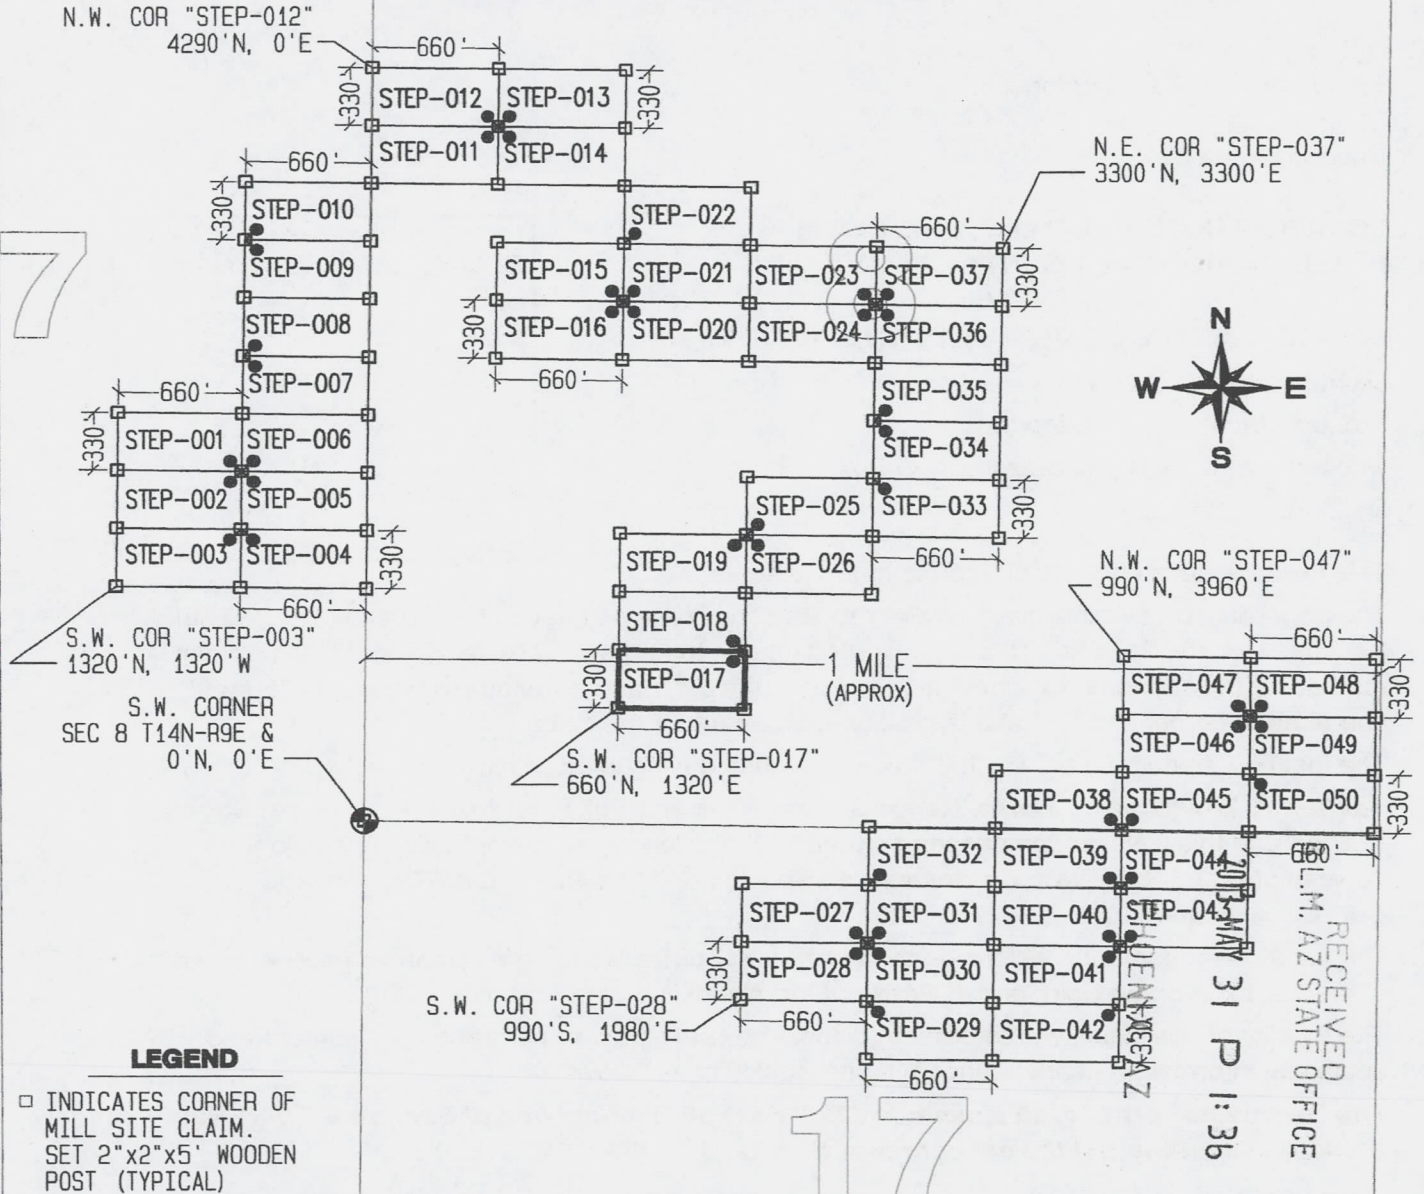 N.W. COR "STEP-012"
4290'N, 0'E
660'
330'
STEP-012
STEP-013
330'
STEP-011
STEP-014
N.E. COR "STEP-037"
3300'N, 3300'E
660'
330'
STEP-010
STEP-022
660'
7
STEP-009
STEP-015
STEP-021
STEP-023
8
STEP-037
330'
STEP-008
330'
STEP-016
STEP-020
STEP-024
STEP-036
N
W E
S
STEP-007
660'
STEP-035
660'
330'
STEP-001
STEP-006
STEP-034
STEP-002
STEP-005
STEP-025
STEP-033
330'
STEP-003
STEP-004
330'
STEP-019
STEP-026
660'
N.W. COR "STEP-047"
990'N, 3960'E
660'
S.W. COR "STEP-003"
1320'N, 1320'W
STEP-018
660'
330'
STEP-017
1 MILE
(APPROX)
STEP-047
STEP-048
330'
S.W. CORNER
SEC 8 T14N-R9E &
0'N, 0'E
660'
S.W. COR "STEP-017"
660'N, 1320'E
STEP-046
STEP-049
STEP-038
STEP-045
STEP-050
330'
STEP-032
STEP-039
STEP-044
660'
STEP-027
STEP-031
STEP-040
STEP-043
330'
STEP-028
STEP-030
STEP-041
S.W. COR "STEP-028"
990'S, 1980'E
660'
STEP-029
STEP-042
330'
660'
17
RECEIVED
B.L.M. AZ STATE OFFICE
2013 MAY 31 P 1:36
PHOENIX AZ
LEGEND
□ INDICATES CORNER OF
MILL SITE CLAIM.
SET 2"x2"x5' WOODEN
POST (TYPICAL)